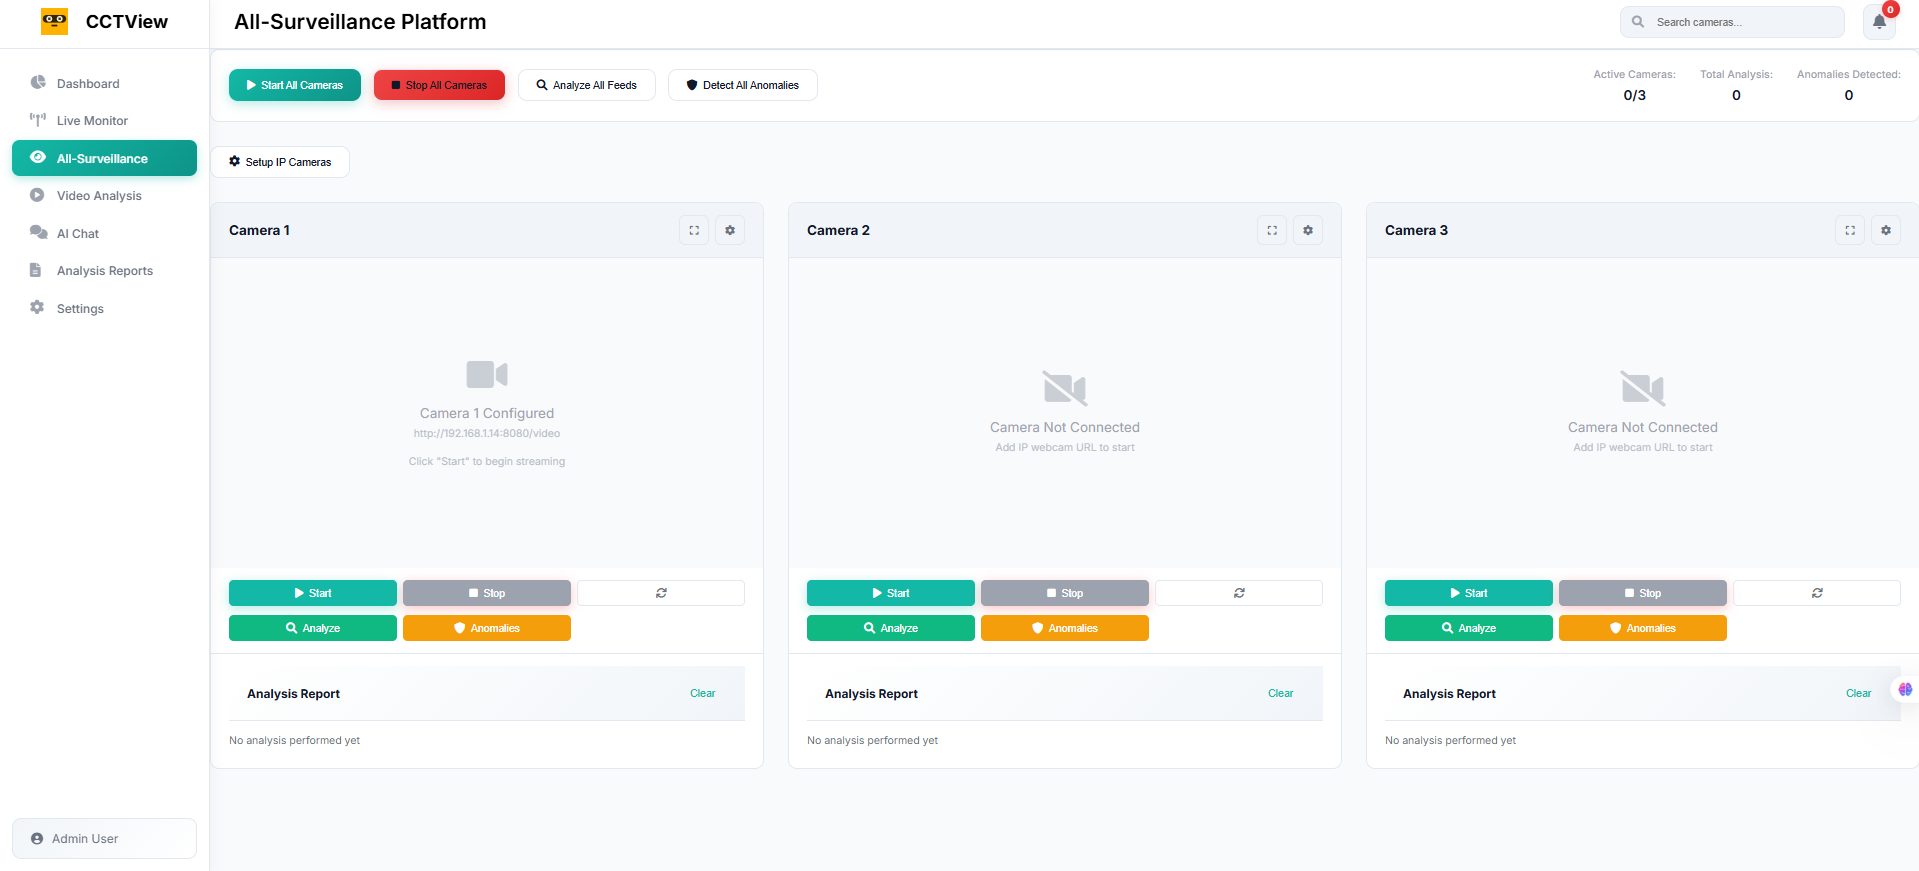 CCTView
All-Surveillance Platform
Search cameras...
0
Dashboard
Live Monitor
All-Surveillance
Video Analysis
AI Chat
Analysis Reports
Settings
Admin User
Start All Cameras
Stop All Cameras
Analyze All Feeds
Detect All Anomalies
Active Cameras:
0/3
Total Analysis:
0
Anomalies Detected:
0
Setup IP Cameras
Camera 1
Camera 1 Configured
http://192.168.1.14:8080/video
Click "Start" to begin streaming
Start
Stop
Analyze
Anomalies
Analysis Report
Clear
No analysis performed yet
Camera 2
Camera Not Connected
Add IP webcam URL to start
Start
Stop
Analyze
Anomalies
Analysis Report
Clear
No analysis performed yet
Camera 3
Camera Not Connected
Add IP webcam URL to start
Start
Stop
Analyze
Anomalies
Analysis Report
Clear
No analysis performed yet